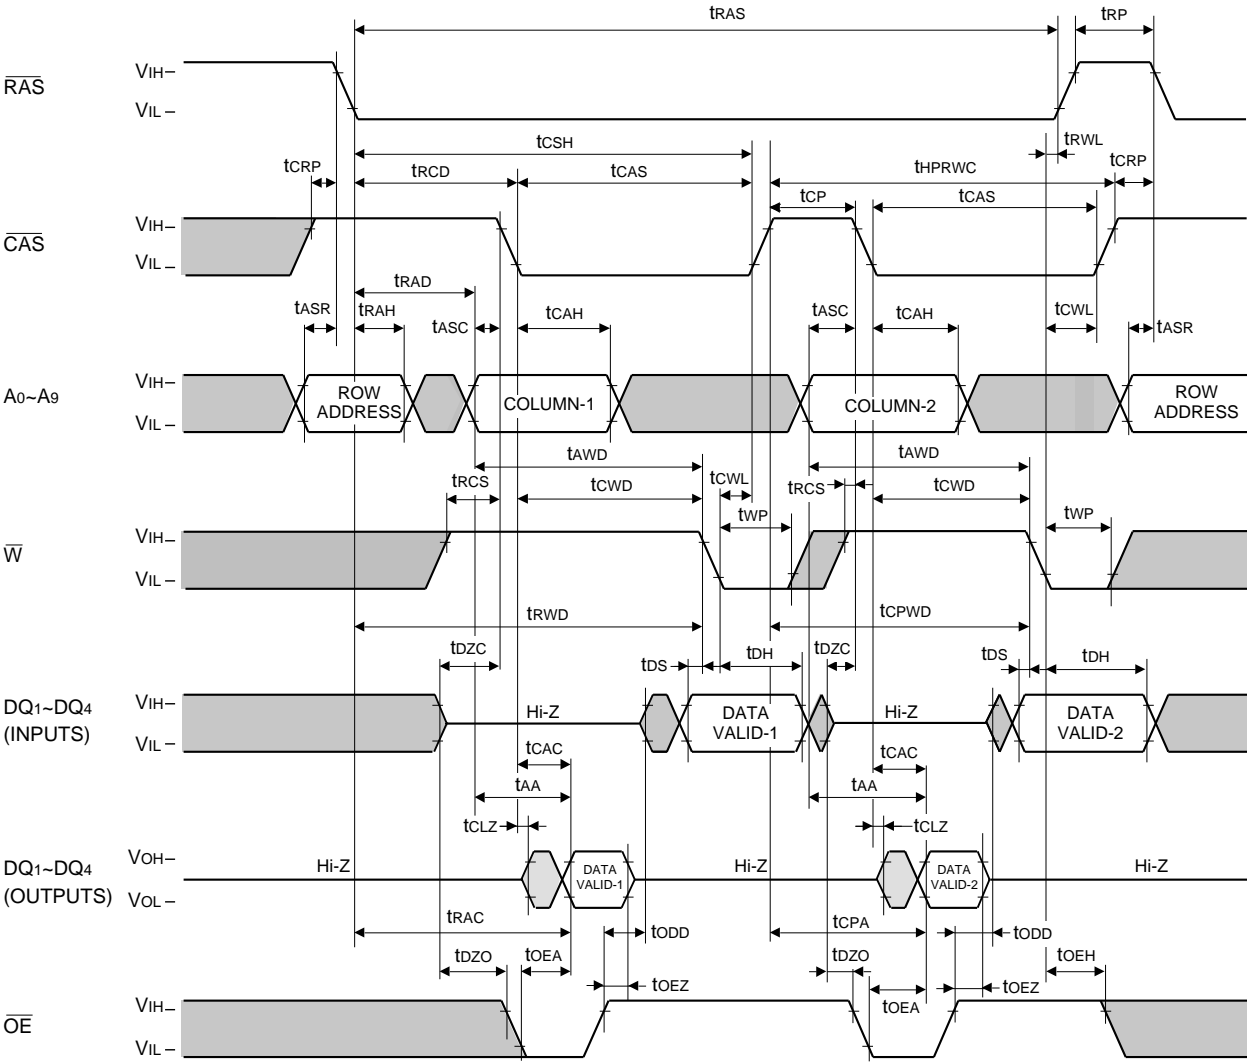 tRAS tRP
RAS VIH
VIL
tCSH tRWL
tCRP tRCD tCAS tHPRWC tCRP
tCP tCAS
CAS VIH
VIL
tRAD
tASR tRAH tASC tCAH tASC tCAH tCWL tASR
A0~A9 VIH
VIL
ROW ADDRESS COLUMN-1 COLUMN-2 ROW ADDRESS
tAWD tAWD
tRCS tCWD tCWL tRCS tCWD
tWP tWP
W VIH
VIL
tRWD tCPWD
tDZC tDS tDH tDZC tDS tDH
DQ1~DQ4 (INPUTS) VIH
VIL
Hi-Z DATA VALID-1 Hi-Z DATA VALID-2
tCAC tCAC
tAA tAA
tCLZ tCLZ
DQ1~DQ4 (OUTPUTS) VOH
VOL
Hi-Z DATA VALID-1 Hi-Z DATA VALID-2 Hi-Z
tRAC tODD tCPA tODD
tDZO tOEA tOEZ tDZO tOEA tOEZ tOEH
OE VIH
VIL